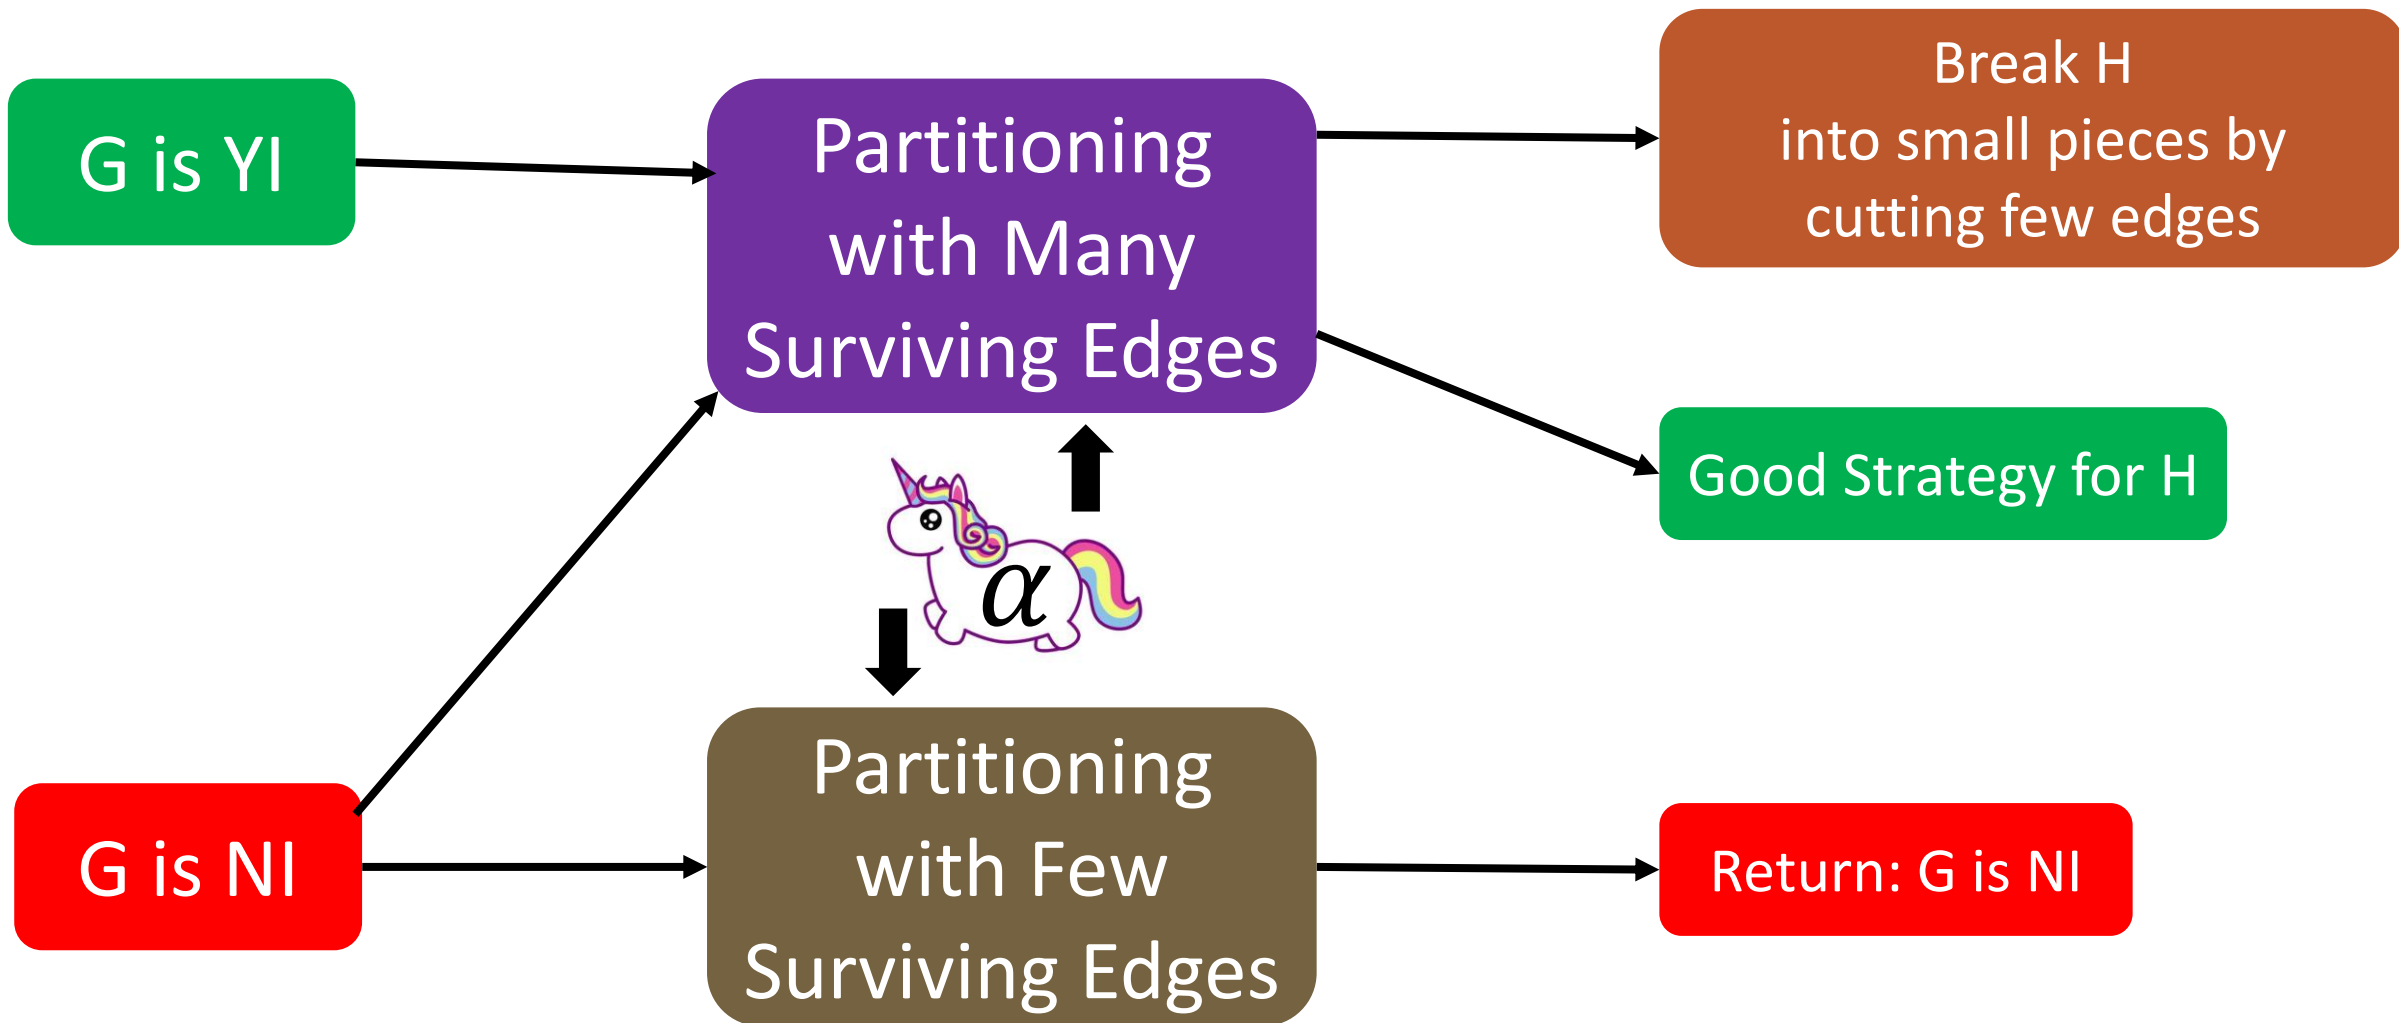 G is YI
Partitioning
with Many
Surviving Edges
Break H
into small pieces by
cutting few edges
Good Strategy for H
α
G is NI
Partitioning
with Few
Surviving Edges
Return: G is NI